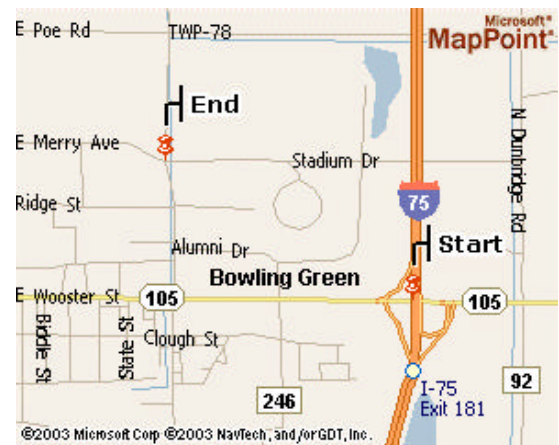 Microsoft®
MapPoint®
E Poe Rd
TWP-78
End
N Dunbridge Rd
E Merry Ave
Stadium Dr
75
Ridge St
Start
Alumni Dr
Bowling Green
E Wooster St
105
105
Biddle St
State St
Clough St
I-75
Exit 181
92
246
©2003 Microsoft Corp ©2003 NavTech, and/or GDT, Inc.